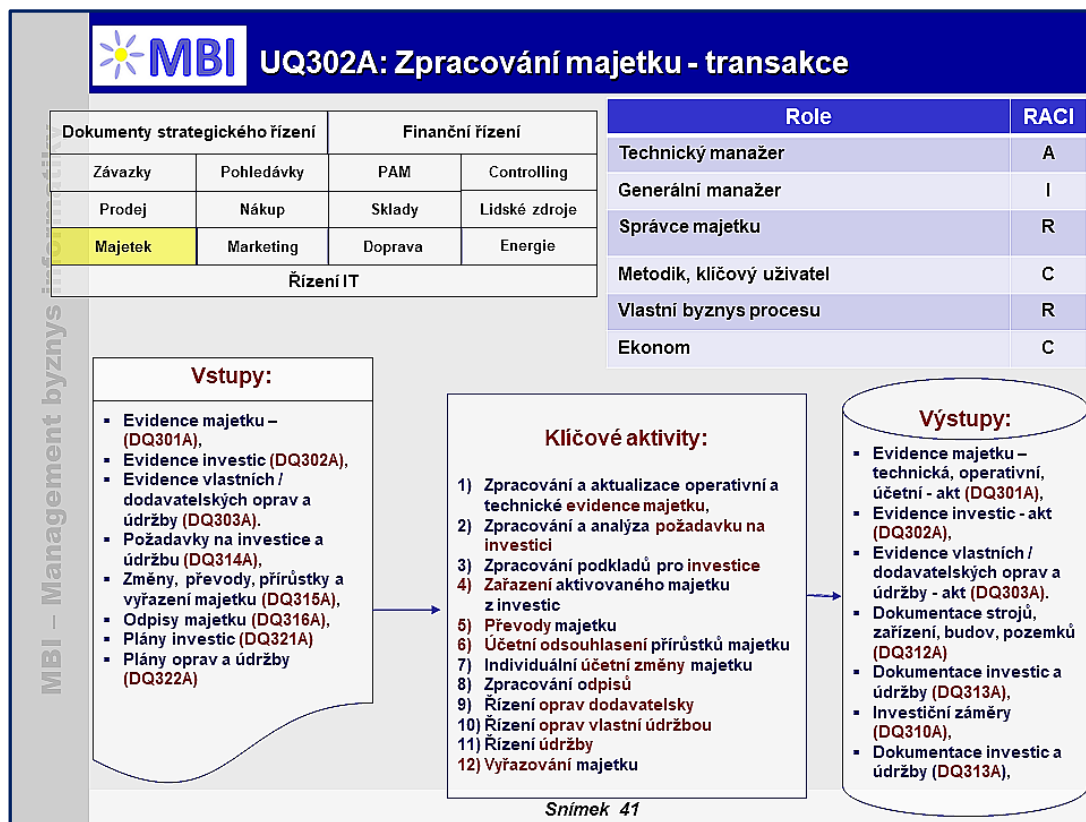 MBI
UQ302A: Zpracování majetku - transakce
MBI – Management byznys informatiky
Dokumenty strategického řízení
Finanční řízení
Závazky
Pohledávky
PAM
Controlling
Prodej
Nákup
Sklady
Lidské zdroje
Majetek
Marketing
Doprava
Energie
Řízení IT
Role
RACI
Technický manažer
A
Generální manažer
I
Správce majetku
R
Metodik, klíčový uživatel
C
Vlastní byznys procesu
R
Ekonom
C
Vstupy:
▪ Evidence majetku –
(DQ301A),
▪ Evidence investic (DQ302A),
▪ Evidence vlastních /
dodavatelských oprav a
údržby (DQ303A).
▪ Požadavky na investice a
údržbu (DQ314A),
▪ Změny, převody, přírůstky a
vyřazení majetku (DQ315A),
▪ Odpisy majetku (DQ316A),
▪ Plány investic (DQ321A)
▪ Plány oprav a údržby
(DQ322A)
Klíčové aktivity:
1) Zpracování a aktualizace operativní a
technické evidence majetku,
2) Zpracování a analýza požadavku na
investici
3) Zpracování podkladů pro investice
4) Zařazení aktivovaného majetku
z investic
5) Převody majetku
6) Účetní odsouhlasení přírůstků majetku
7) Individuální účetní změny majetku
8) Zpracování odpisů
9) Řízení oprav dodavatelsky
10) Řízení oprav vlastní údržbou
11) Řízení údržby
12) Vyřazování majetku
Výstupy:
▪ Evidence majetku –
technická, operativní,
účetní - akt (DQ301A),
▪ Evidence investic - akt
(DQ302A),
▪ Evidence vlastních /
dodavatelských oprav a
údržby - akt (DQ303A).
▪ Dokumentace strojů,
zařízení, budov, pozemků
(DQ312A)
▪ Dokumentace investic a
údržby (DQ313A),
▪ Investiční záměry
(DQ310A),
▪ Dokumentace investic a
údržby (DQ313A),
Snímek 41